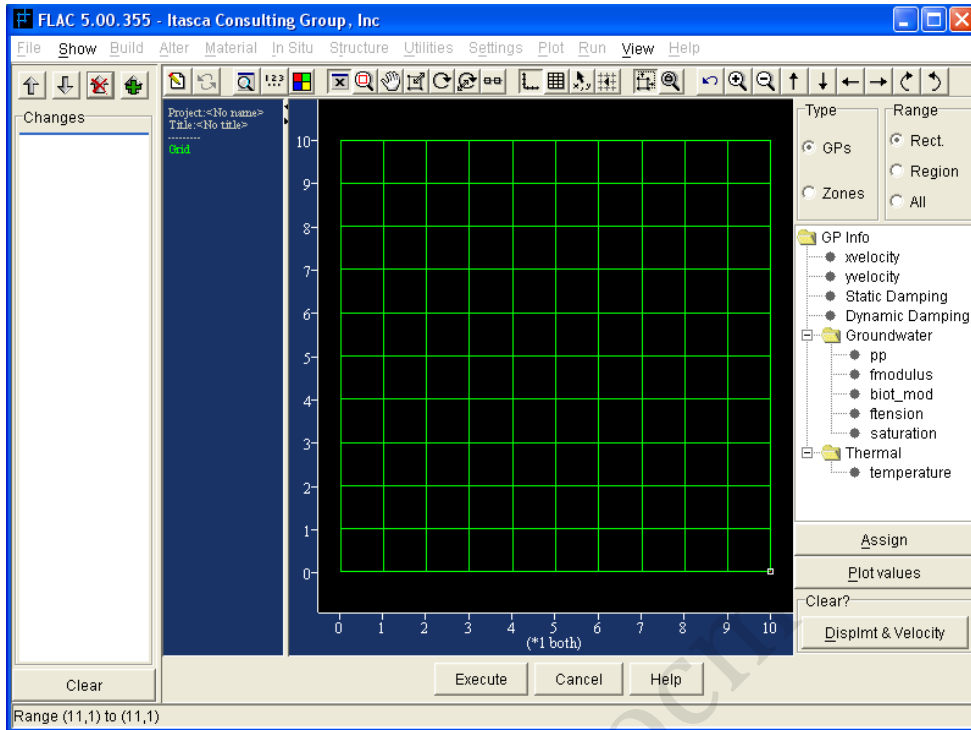 FLAC 5.00.355 - Itasca Consulting Group, Inc
File Show Build Alter Material In Situ Structure Utilities Settings Plot Run View Help
1 2 3
Changes
Project:<No name>
Title:<No title>
---------
Grid
10
9
8
7
6
5
4
3
2
1
0
0 1 2 3 4 5 6 7 8 9 10
(*1 both)
Type
GPs
Zones
Range
Rect.
Region
All
GP Info
xvelocity
yvelocity
Static Damping
Dynamic Damping
Groundwater
pp
fmodulus
biot_mod
ftension
saturation
Thermal
temperature
Assign
Plot values
Clear?
Displmt & Velocity
Clear
Execute Cancel Help
Range (11,1) to (11,1)